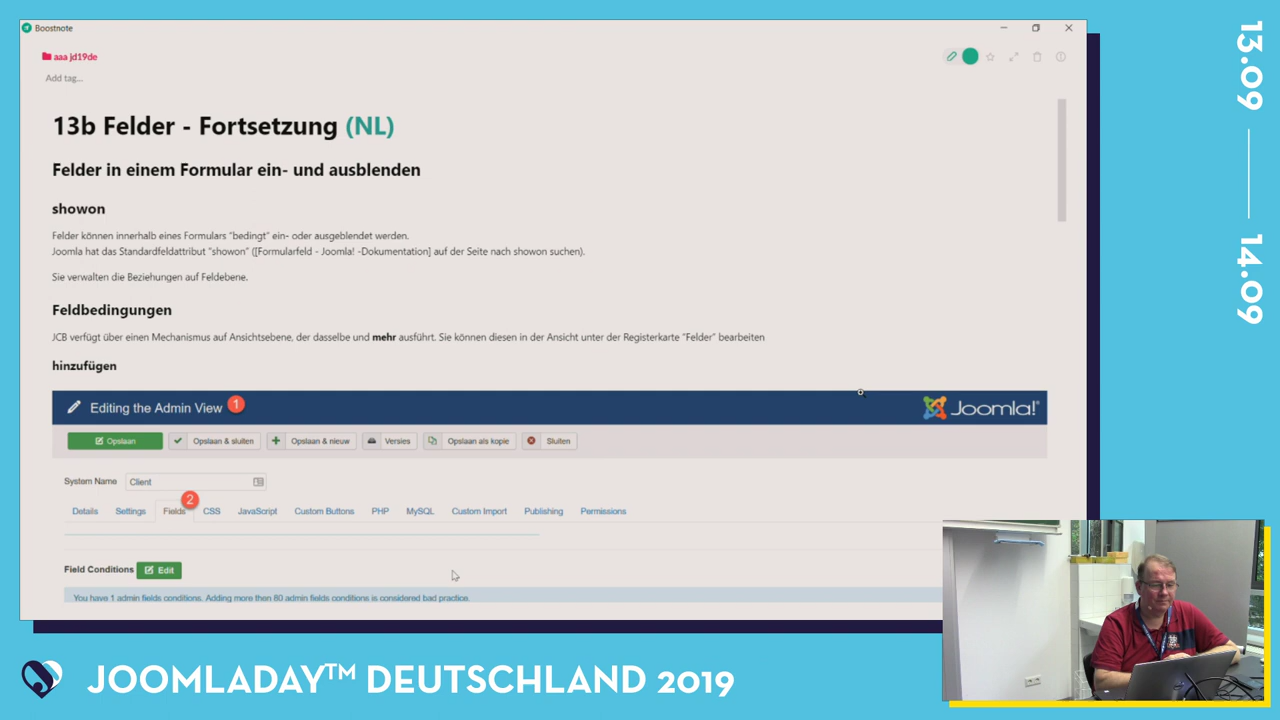 Boostnote
aaa jd19de
Add tag...
13b Felder - Fortsetzung (NL)
Felder in einem Formular ein- und ausblenden
showon
Felder können innerhalb eines Formulars "bedingt" ein- oder ausgeblendet werden.
Joomla hat das Standardfeldattribut "showon" ([Formularfeld - Joomla! -Dokumentation] auf der Seite nach showon suchen).
Sie verwalten die Beziehungen auf Feldebene.
Feldbedingungen
JCB verfügt über einen Mechanismus auf Ansichtsebene, der dasselbe und mehr ausführt. Sie können diesen in der Ansicht unter der Registerkarte "Felder" bearbeiten
hinzufügen
Editing the Admin View 1 Joomla!®
Opslaan Opslaan & sluiten Opslaan & nieuw Versies Opslaan als kopie Sluiten
System Name Client
2
Details Settings Fields CSS JavaScript Custom Buttons PHP MySQL Custom Import Publishing Permissions
Field Conditions Edit
You have 1 admin fields conditions. Adding more then 80 admin fields conditions is considered bad practice.
13.09
14.09
JOOMLADAY™ DEUTSCHLAND 2019